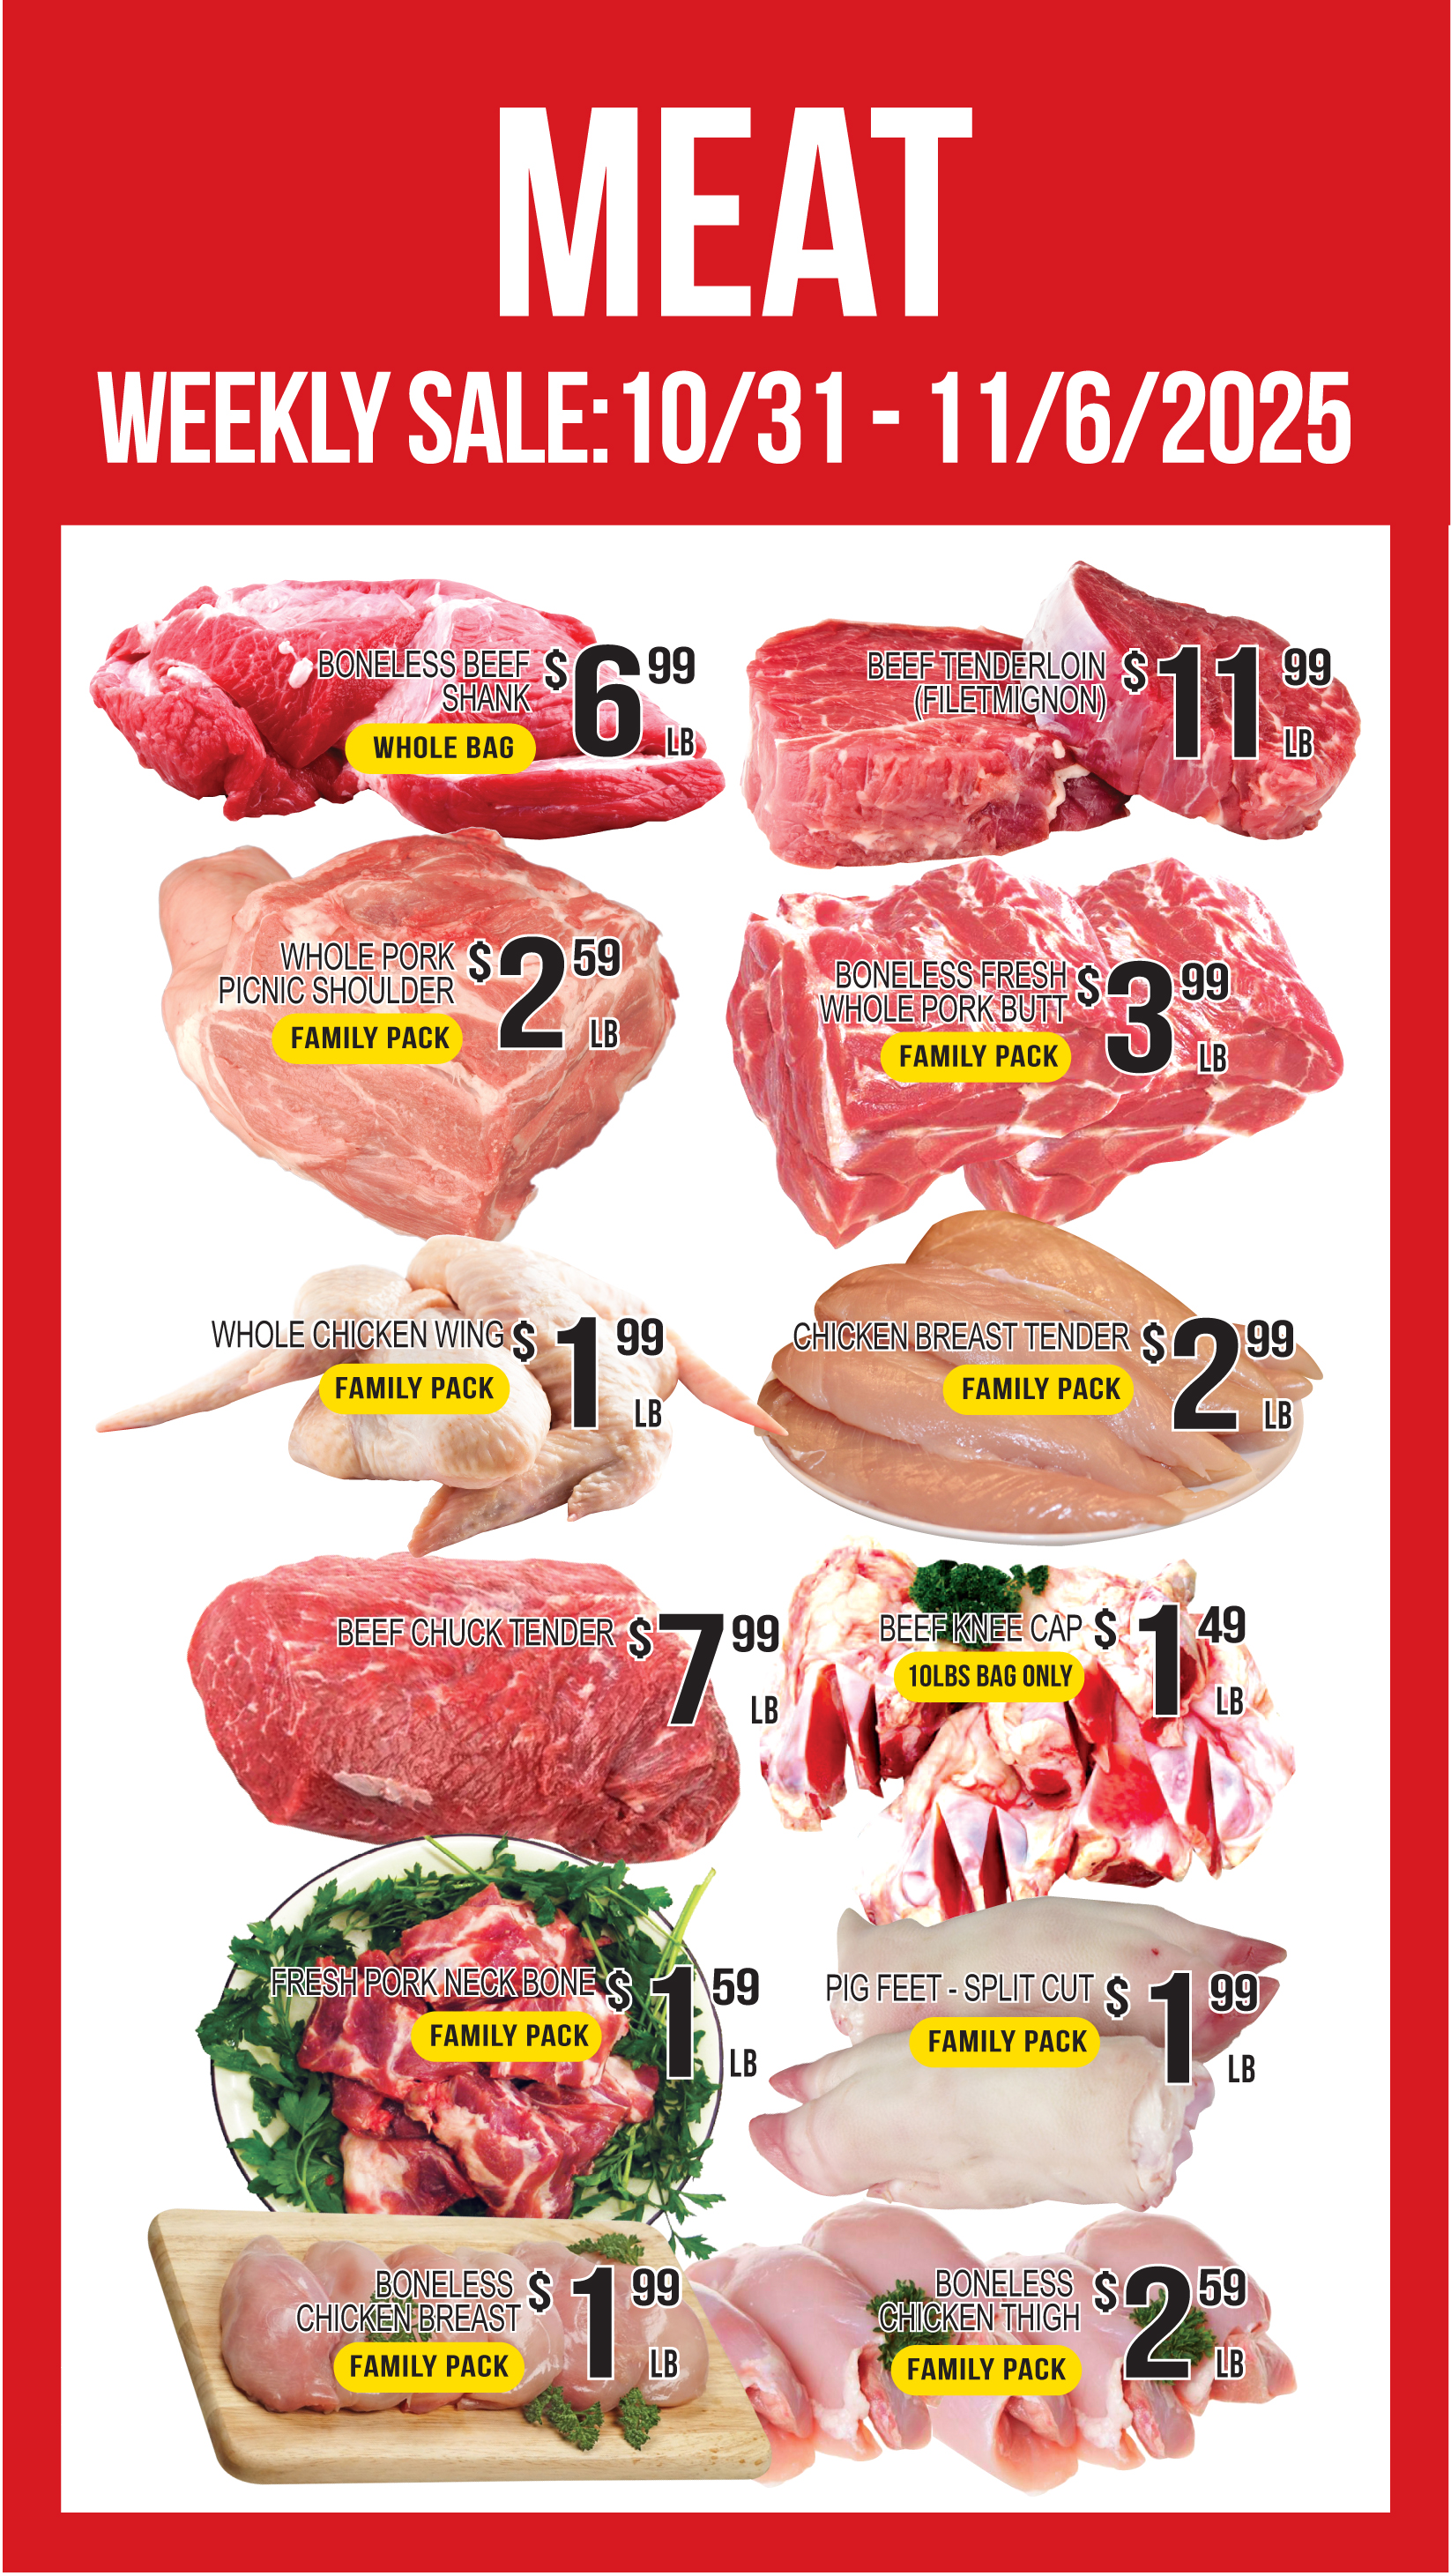 MEAT
WEEKLY SALE:10/31 - 11/6/2025
BONELESS BEEF
SHANK
WHOLE BAG
$6 99
LB
BEEF TENDERLOIN
(FILETMIGNON)
$11 99
LB
WHOLE PORK
PICNIC SHOULDER
FAMILY PACK
$2 59
LB
BONELESS FRESH
WHOLE PORK BUTT
FAMILY PACK
$3 99
LB
WHOLE CHICKEN WING
FAMILY PACK
$1 99
LB
CHICKEN BREAST TENDER
FAMILY PACK
$2 99
LB
BEEF CHUCK TENDER
$7 99
LB
BEEF KNEE CAP
10LBS BAG ONLY
$1 49
LB
FRESH PORK NECK BONE
FAMILY PACK
$1 59
LB
PIG FEET - SPLIT CUT
FAMILY PACK
$1 99
LB
BONELESS
CHICKEN BREAST
FAMILY PACK
$1 99
LB
BONELESS
CHICKEN THIGH
FAMILY PACK
$2 59
LB